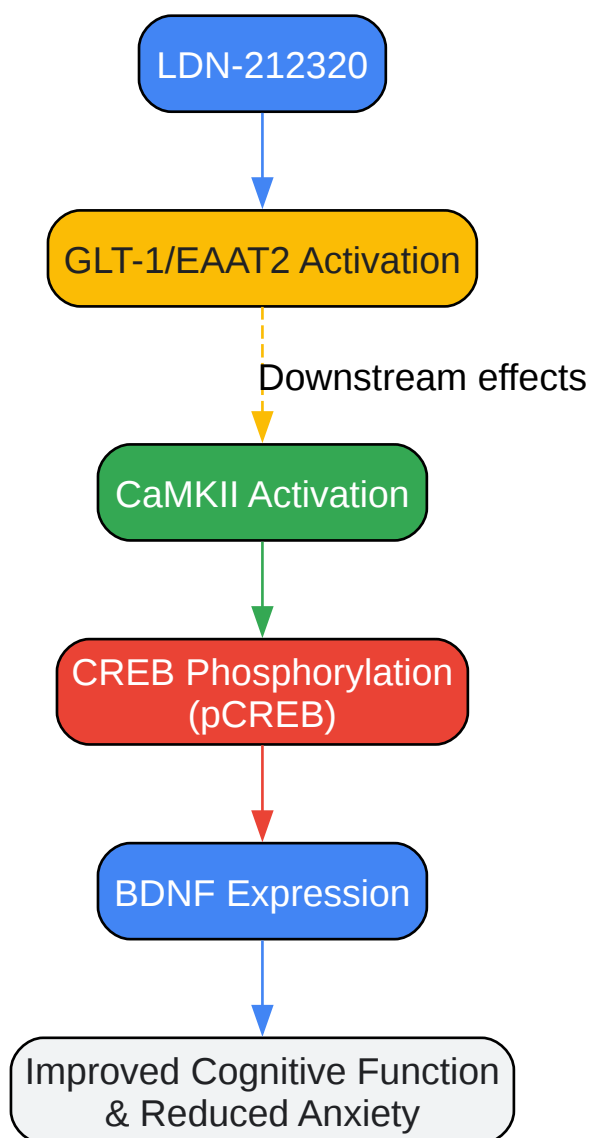 LDN-212320
GLT-1/EAAT2 Activation
Downstream effects
CaMKII Activation
CREB Phosphorylation
(pCREB)
BDNF Expression
Improved Cognitive Function
& Reduced Anxiety